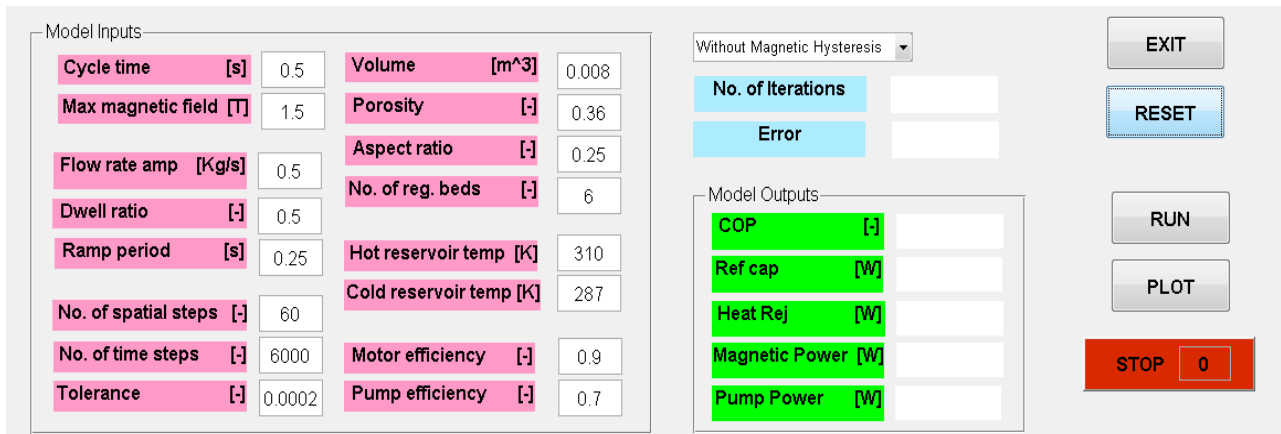 Model Inputs
Cycle time [s] 0.5
Max magnetic field [T] 1.5
Flow rate amp [Kg/s] 0.5
Dwell ratio [-] 0.5
Ramp period [s] 0.25
No. of spatial steps [-] 60
No. of time steps [-] 6000
Tolerance [-] 0.0002
Volume [m^3] 0.008
Porosity [-] 0.36
Aspect ratio [-] 0.25
No. of reg. beds [-] 6
Hot reservoir temp [K] 310
Cold reservoir temp [K] 287
Motor efficiency [-] 0.9
Pump efficiency [-] 0.7
Without Magnetic Hysteresis
No. of Iterations
Error
Model Outputs
COP [-]
Ref cap [W]
Heat Rej [W]
Magnetic Power [W]
Pump Power [W]
EXIT
RESET
RUN
PLOT
STOP 0